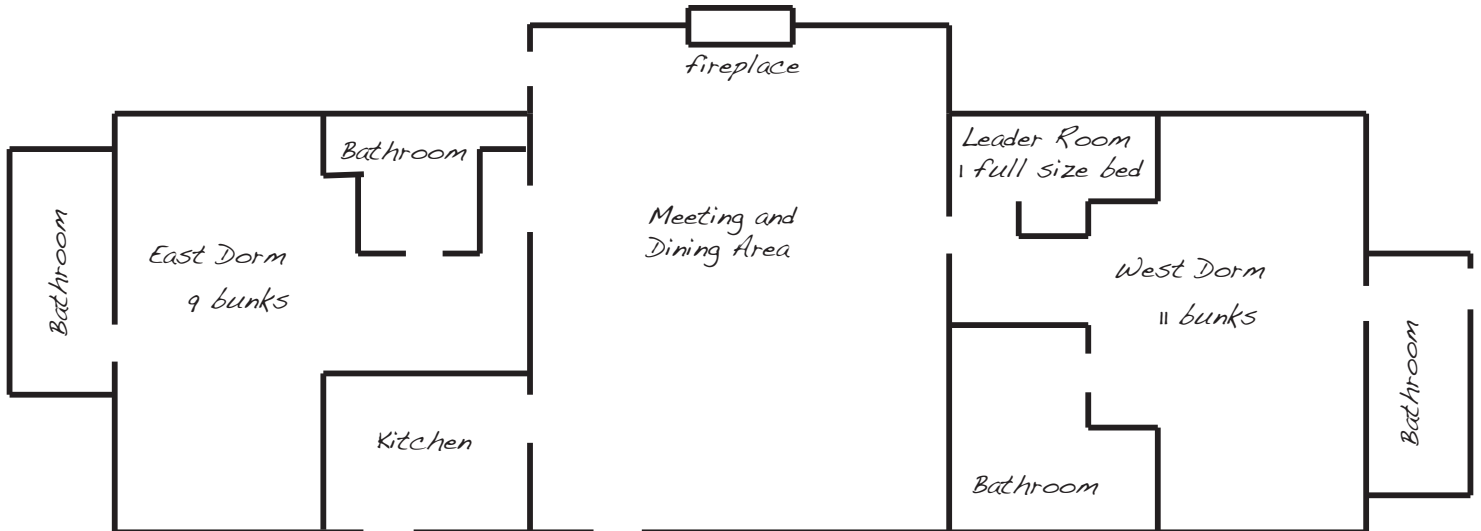 fireplace
Bathroom
Leader Room
1 full size bed
Bathroom
East Dorm
9 bunks
Meeting and
Dining Area
West Dorm
11 bunks
Bathroom
Kitchen
Bathroom